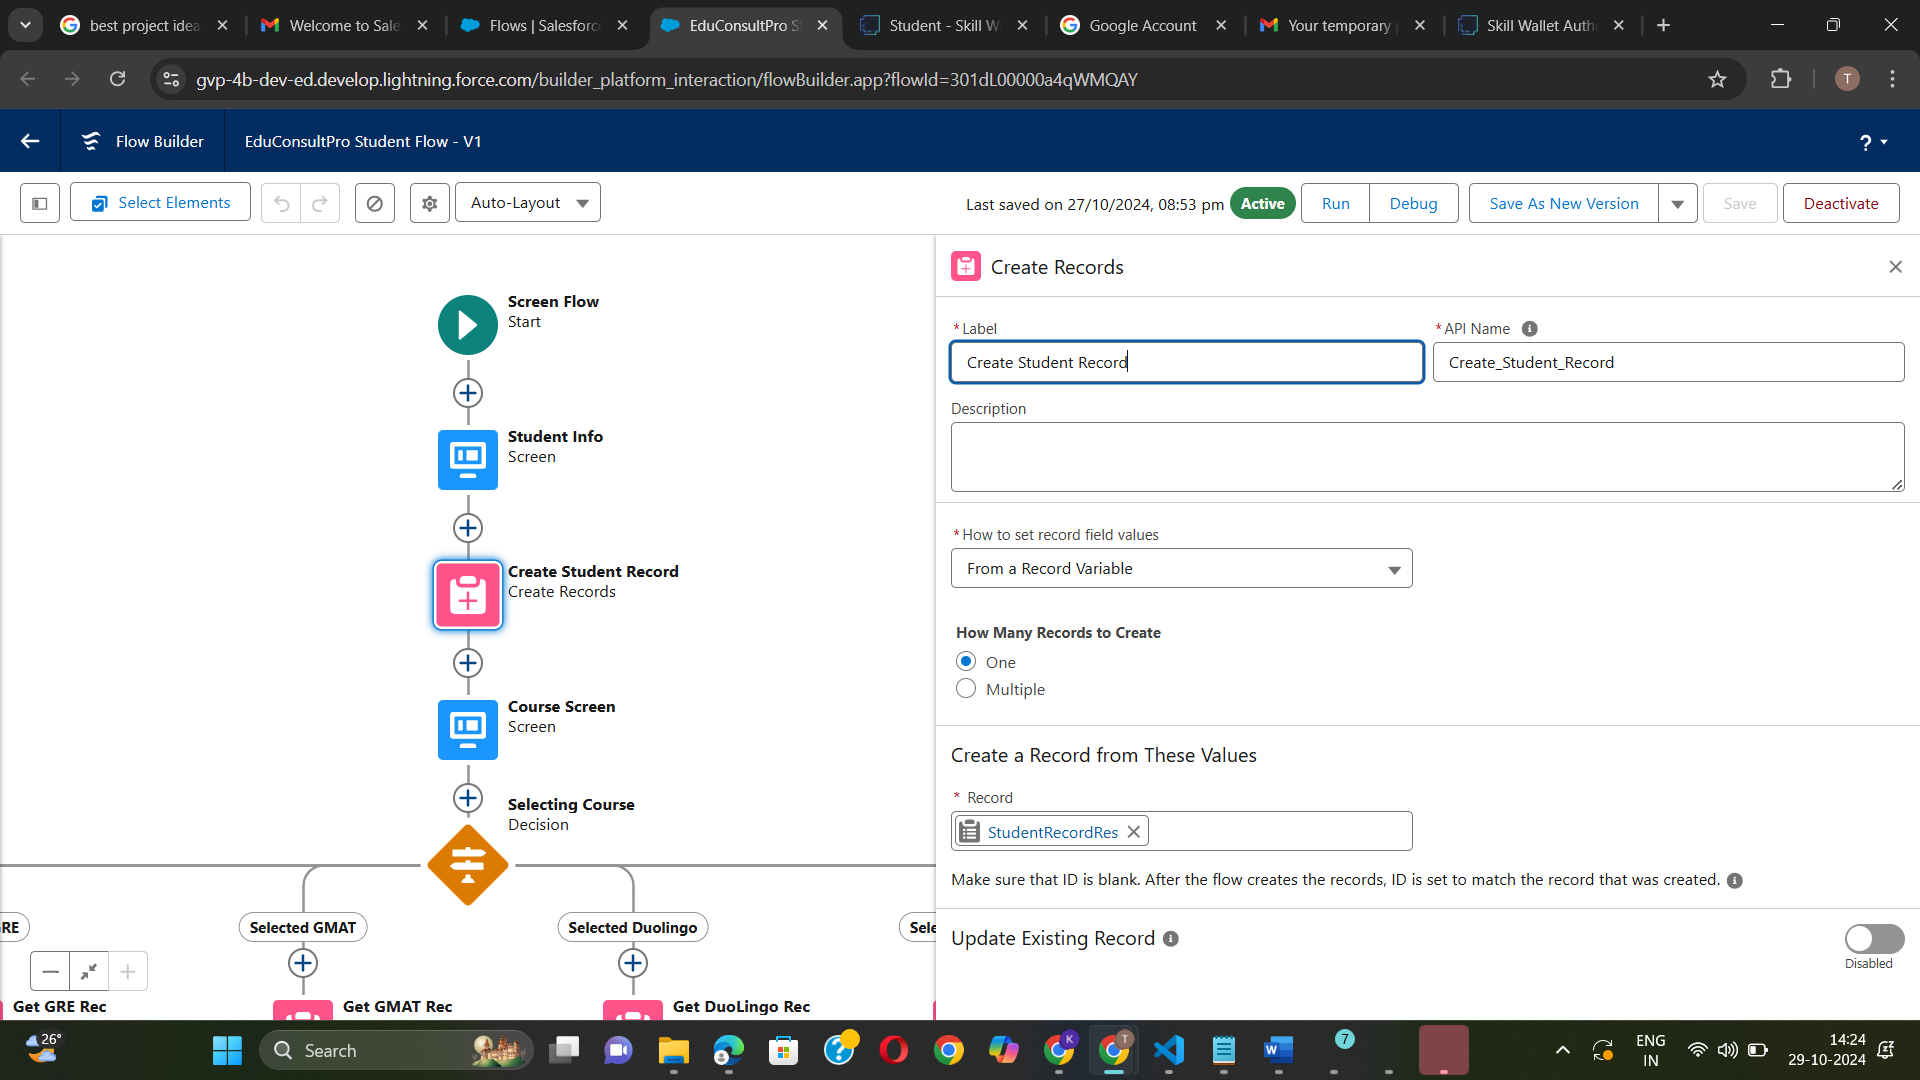 best project idea
Welcome to Sale
Flows | Salesforc
EduConsultPro S
Student - Skill W
Google Account
Your temporary
Skill Wallet Auth
gvp-4b-dev-ed.develop.lightning.force.com/builder_platform_interaction/flowBuilder.app?flowId=301dL00000a4qWMQAY
T
Flow Builder
EduConsultPro Student Flow - V1
?
Select Elements
Auto-Layout
Last saved on 27/10/2024, 08:53 pm
Active
Run
Debug
Save As New Version
Save
Deactivate
Screen Flow
Start
Student Info
Screen
Create Student Record
Create Records
Course Screen
Screen
Selecting Course
Decision
RE
Selected GMAT
Selected Duolingo
Sele
Get GRE Rec
Get GMAT Rec
Get DuoLingo Rec
Create Records
* Label
Create Student Record
* API Name
Create_Student_Record
Description
* How to set record field values
From a Record Variable
How Many Records to Create
One
Multiple
Create a Record from These Values
* Record
StudentRecordRes
Make sure that ID is blank. After the flow creates the records, ID is set to match the record that was created.
Update Existing Record
Disabled
26°
Search
K
T
7
ENG
IN
14:24
29-10-2024